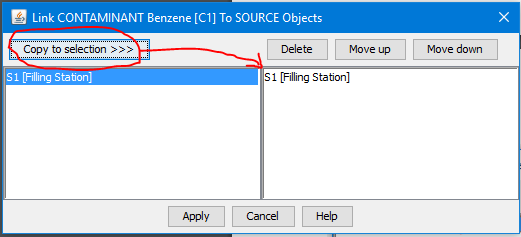 Link CONTAMINANT Benzene [C1] To SOURCE Objects
Copy to selection >>>
Delete
Move up
Move down
S1 [Filling Station]
S1 [Filling Station]
Apply
Cancel
Help